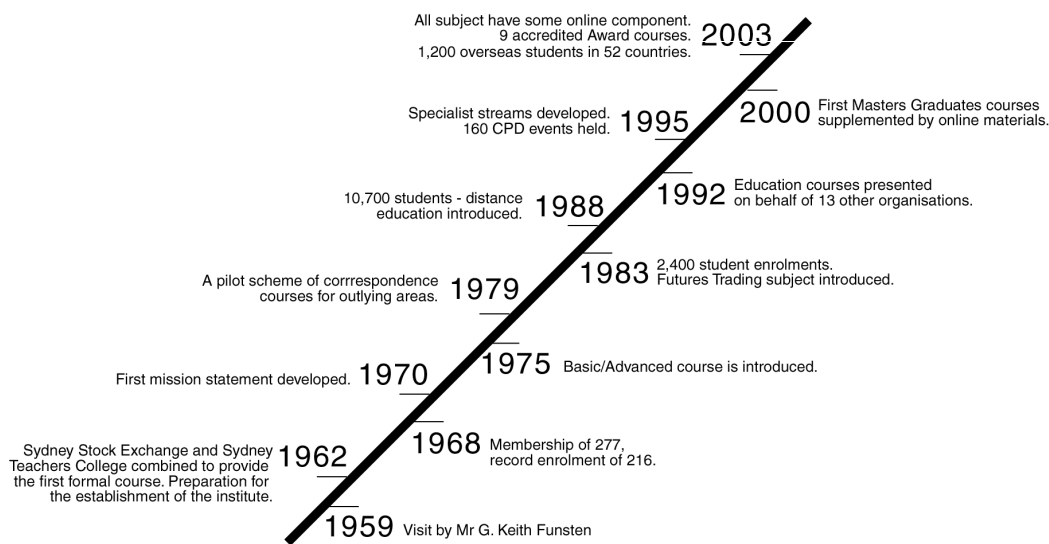 All subject have some online component.
9 accredited Award courses.
1,200 overseas students in 52 countries.
2003
2000
First Masters Graduates courses
supplemented by online materials.
Specialist streams developed.
160 CPD events held.
1995
1992
Education courses presented
on behalf of 13 other organisations.
10,700 students - distance
education introduced.
1988
1983
2,400 student enrolments.
Futures Trading subject introduced.
A pilot scheme of corrrespondence
courses for outlying areas.
1979
1975
Basic/Advanced course is introduced.
First mission statement developed.
1970
1968
Membership of 277,
record enrolment of 216.
Sydney Stock Exchange and Sydney
Teachers College combined to provide
the first formal course. Preparation for
the establishment of the institute.
1962
1959
Visit by Mr G. Keith Funsten